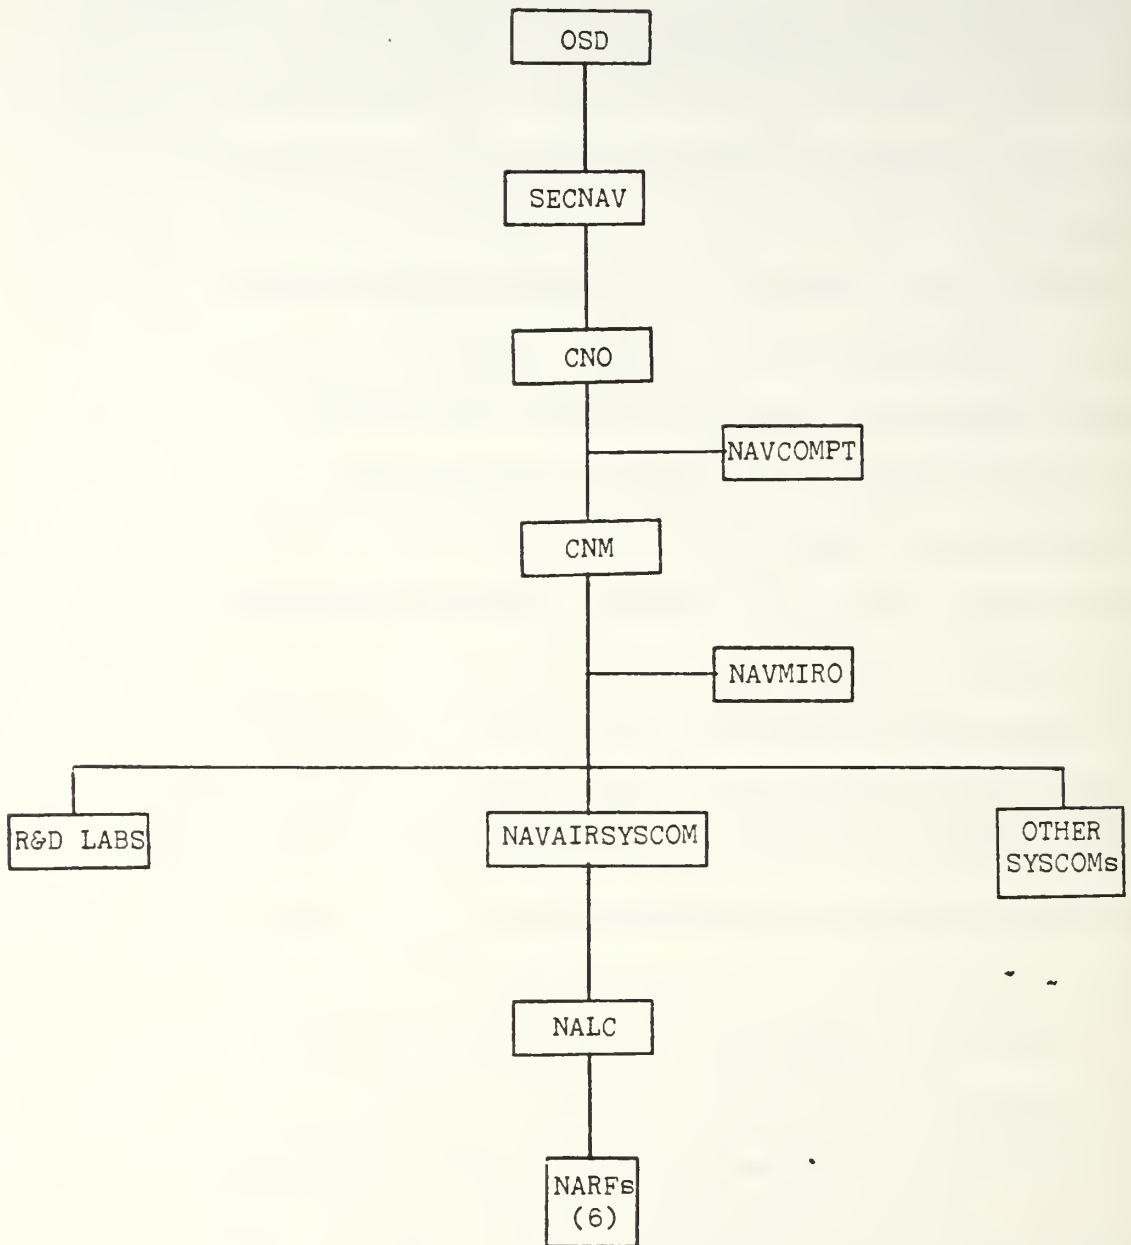 OSD
SECNAV
CNO
NAVCOMPT
CNM
NAVMIRO
R&D LABS
NAVAIRSYSCOM
OTHER
SYSCOMs
NALC
NARFs
(6)